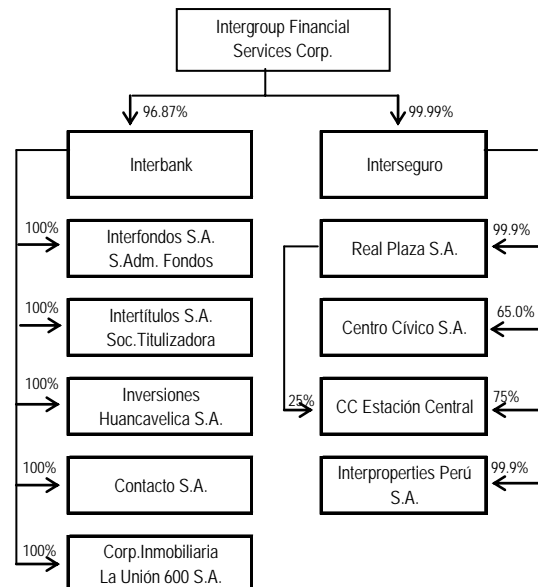 Intergroup Financial
Services Corp.
96.87%
99.99%
Interbank
Interseguro
100%
Interfondos S.A.
S.Adm. Fondos
Real Plaza S.A.
99.9%
100%
Intertítulos S.A.
Soc.Titulizadora
Centro Cívico S.A.
65.0%
100%
Inversiones
Huancavelica S.A.
25%
CC Estación Central
75%
100%
Contacto S.A.
Interproperties Perú
S.A.
99.9%
100%
Corp.Inmobiliaria
La Unión 600 S.A.